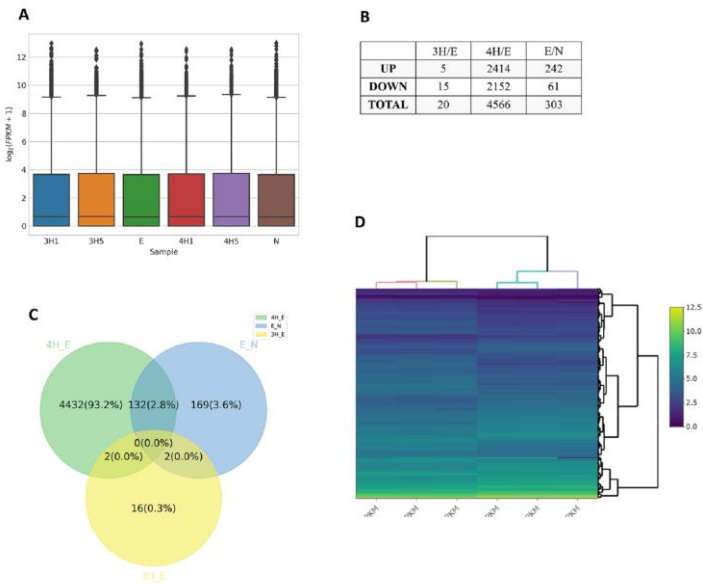 A
12
10
8
6
4
2
0
log₂(FPKM + 1)
3H1 3H5 E 4H1 4H5 N
Sample
B
3H/E 4H/E E/N
UP 5 2414 242
DOWN 15 2152 61
TOTAL 20 4566 303
C
4H_E
E_N
3H_E
4H_E E_N
4432(93.2%) 132(2.8%) 169(3.6%)
0(0.0%)
2(0.0%) 2(0.0%)
16(0.3%)
3H_E
D
12.5
10.0
7.5
5.0
2.5
0.0